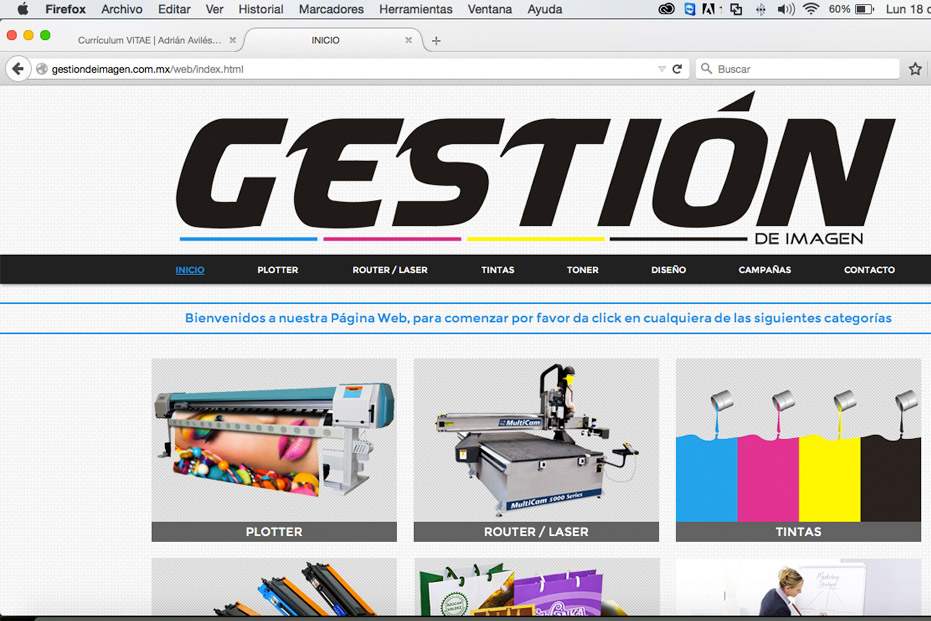 Firefox Archivo Editar Ver Historial Marcadores Herramientas Ventana Ayuda 1 60% Lun 18 d
Currículum VITAE | Adrián Avilés... INICIO
gestiondeimagen.com.mx/web/index.html Buscar
GESTIÓN
DE IMAGEN
INICIO PLOTTER ROUTER / LASER TINTAS TONER DISEÑO CAMPAÑAS CONTACTO
Bienvenidos a nuestra Página Web, para comenzar por favor da click en cualquiera de las siguientes categorías
MultiCam
MultiCam 5000 Series
PLOTTER ROUTER / LASER TINTAS
Marketing
Strategy